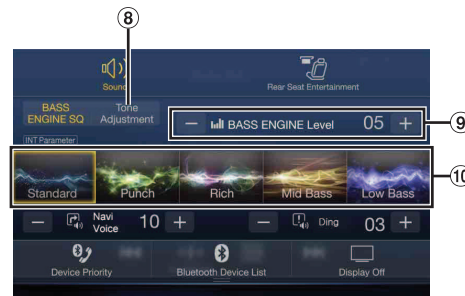 8
Sound
Rear Seat Entertainment
BASS
ENGINE SQ
Tone
Adjustment
− BASS ENGINE Level 05 +
9
INT Parameter
Standard
Punch
Rich
Mid Bass
Low Bass
10
− Navi
Voice 10 +
− Ding 03 +
Device Priority
Bluetooth Device List
Display Off